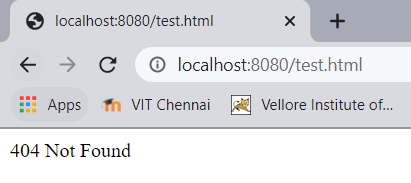 localhost:8080/test.html
localhost:8080/test.html
Apps VIT Chennai Vellore Institute of...
404 Not Found